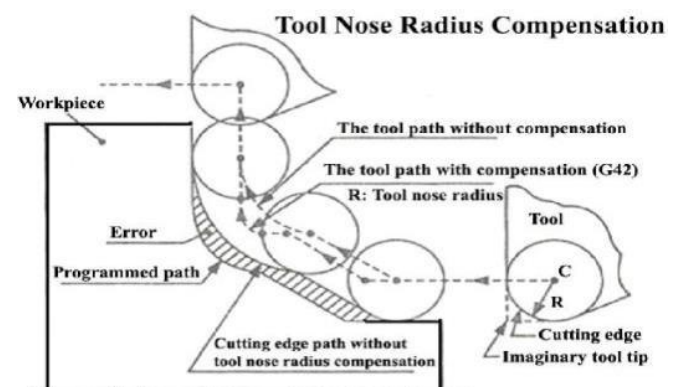 Tool Nose Radius Compensation
Workpiece
The tool path without compensation
The tool path with compensation (G42)
R: Tool nose radius
Tool
Error
Programmed path
C
R
Cutting edge path without
tool nose radius compensation
Cutting edge
Imaginary tool tip